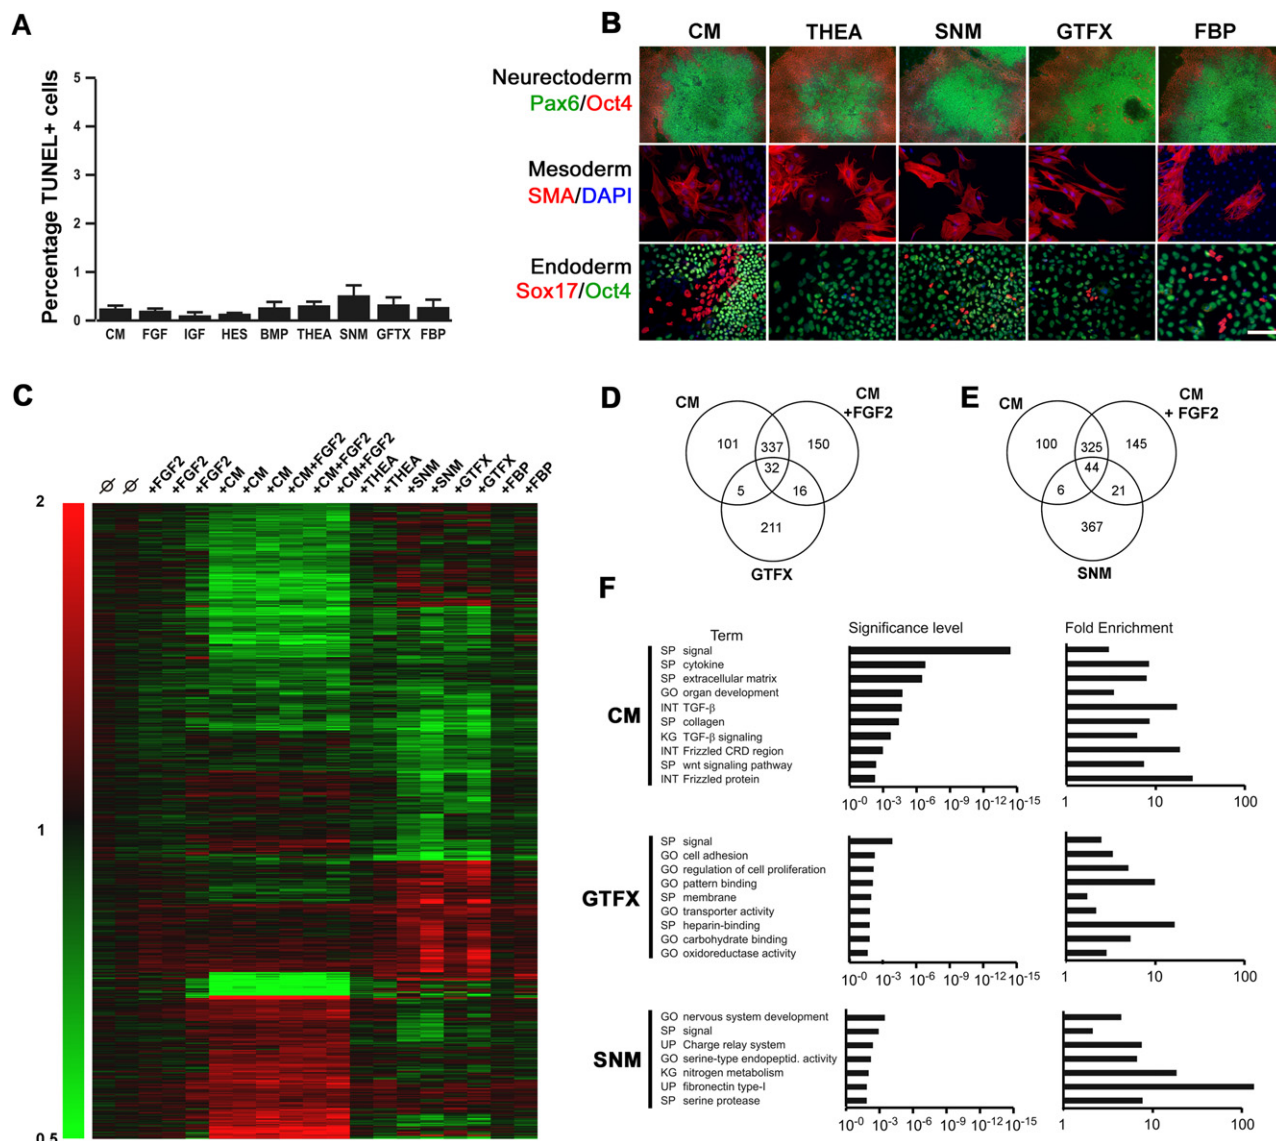 A
Percentage TUNEL+ cells
5
4
3
2
1
0
CM FGF IGF HES BMP THEA SNM GFTX FBP
B
CM THEA SNM GTFX FBP
Neurectoderm
Pax6/Oct4
Mesoderm
SMA/DAPI
Endoderm
Sox17/Oct4
C
-Φ- -Φ- +FGF2 +FGF2 +FGF2 +CM +CM +CM +CM+FGF2 +CM+FGF2 +CM+FGF2 +THEA +THEA +SNM +SNM +GTFX +GTFX +FBP +FBP
2
1
0.5
D
CM
CM
+FGF2
101 337 150
32
5 16
211
GTFX
E
CM
CM
+ FGF2
100 325 145
44
6 21
367
SNM
F
Term Significance level Fold Enrichment
CM
SP signal
SP cytokine
SP extracellular matrix
GO organ development
INT TGF-β
SP collagen
KG TGF-β signaling
INT Frizzled CRD region
SP wnt signaling pathway
INT Frizzled protein
10-0 10-3 10-6 10-9 10-12 10-15
1 10 100
GTFX
SP signal
GO cell adhesion
GO regulation of cell proliferation
GO pattern binding
SP membrane
GO transporter activity
SP heparin-binding
GO carbohydrate binding
GO oxidoreductase activity
10-0 10-3 10-6 10-9 10-12 10-15
1 10 100
SNM
GO nervous system development
SP signal
UP Charge relay system
GO serine-type endopeptid. activity
KG nitrogen metabolism
UP fibronectin type-I
SP serine protease
10-0 10-3 10-6 10-9 10-12 10-15
1 10 100